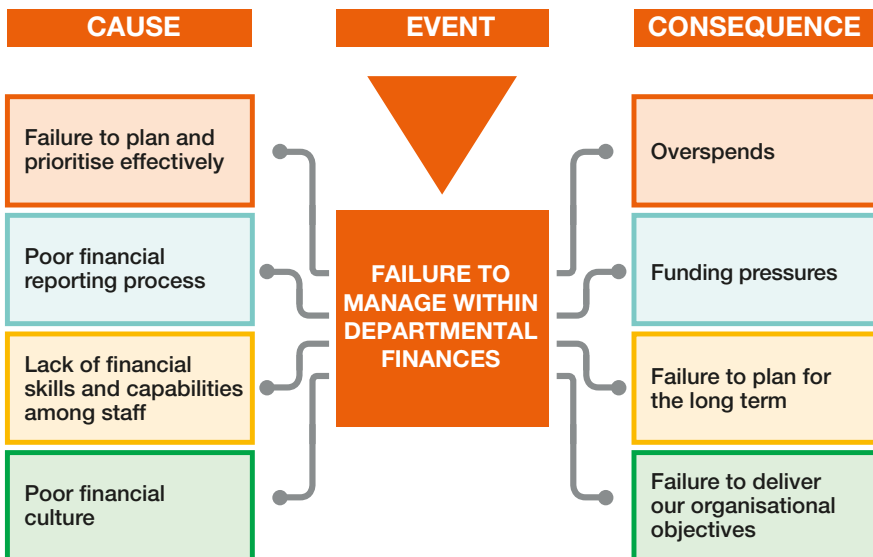 CAUSE
EVENT
CONSEQUENCE
Failure to plan and
prioritise effectively
Poor financial
reporting process
Lack of financial
skills and capabilities
among staff
Poor financial
culture
FAILURE TO
MANAGE WITHIN
DEPARTMENTAL
FINANCES
Overspends
Funding pressures
Failure to plan for
the long term
Failure to deliver
our organisational
objectives